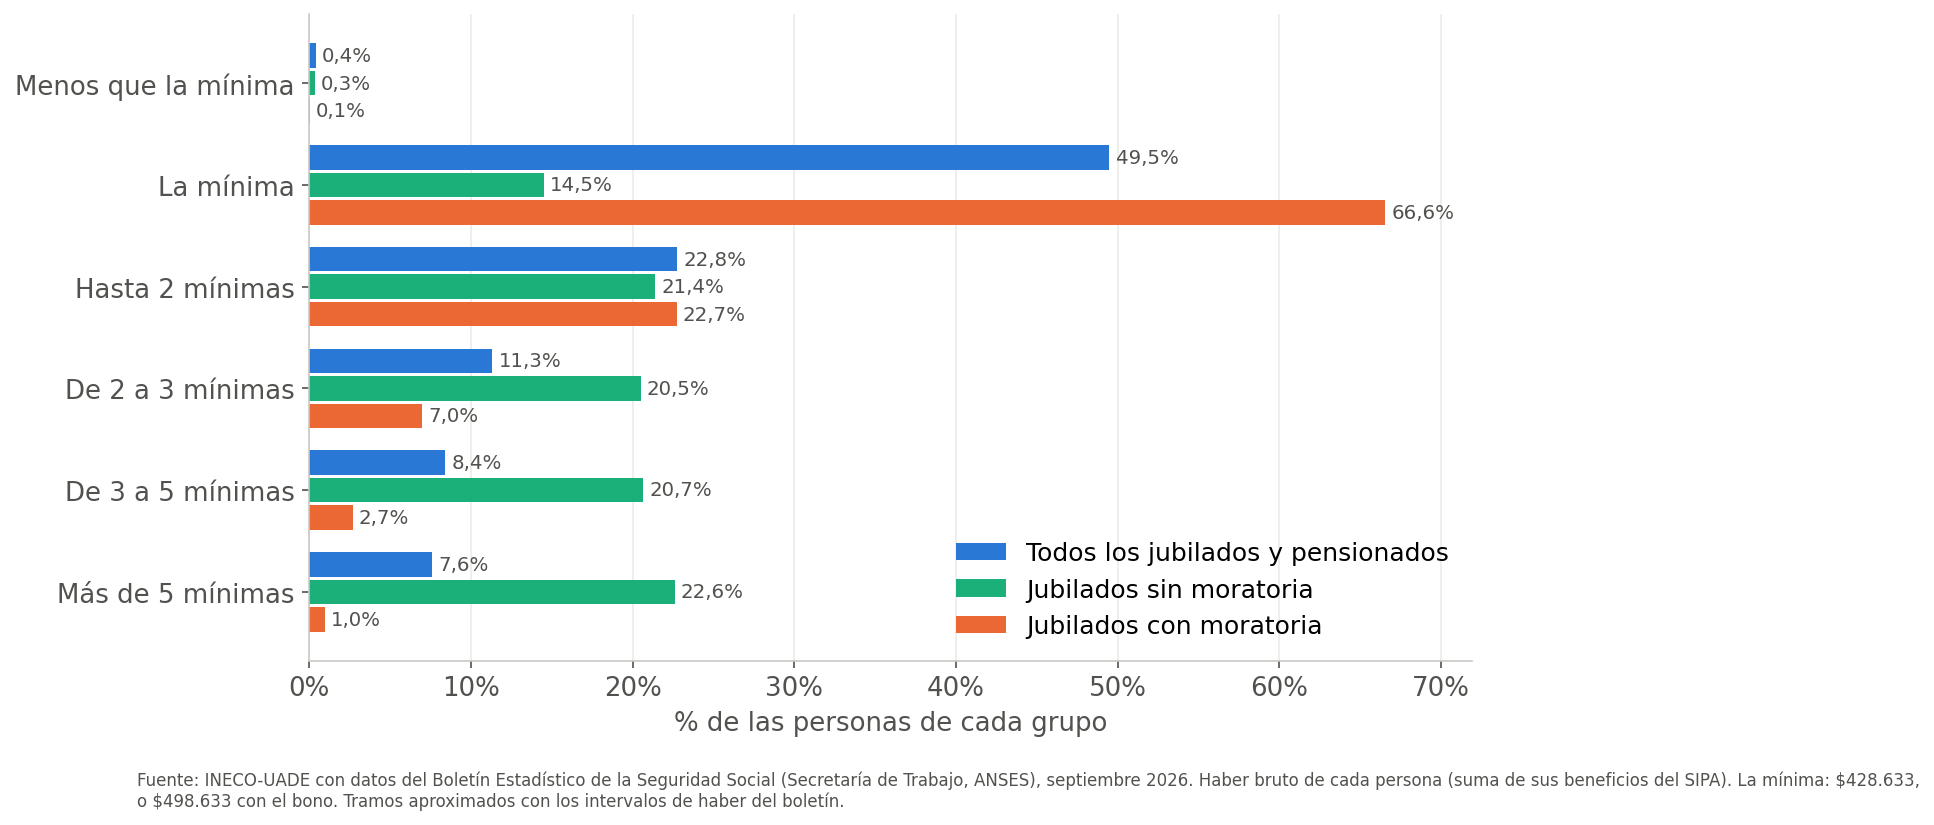 Menos que la mínima
0,4%
0,3%
0,1%
La mínima
49,5%
14,5%
66,6%
Hasta 2 mínimas
22,8%
21,4%
22,7%
De 2 a 3 mínimas
11,3%
20,5%
7,0%
De 3 a 5 mínimas
8,4%
20,7%
2,7%
Más de 5 mínimas
7,6%
22,6%
1,0%
Todos los jubilados y pensionados
Jubilados sin moratoria
Jubilados con moratoria
0% 10% 20% 30% 40% 50% 60% 70%
% de las personas de cada grupo
Fuente: INECO-UADE con datos del Boletín Estadístico de la Seguridad Social (Secretaría de Trabajo, ANSES), septiembre 2026. Haber bruto de cada persona (suma de sus beneficios del SIPA). La mínima: $428.633,
o $498.633 con el bono. Tramos aproximados con los intervalos de haber del boletín.